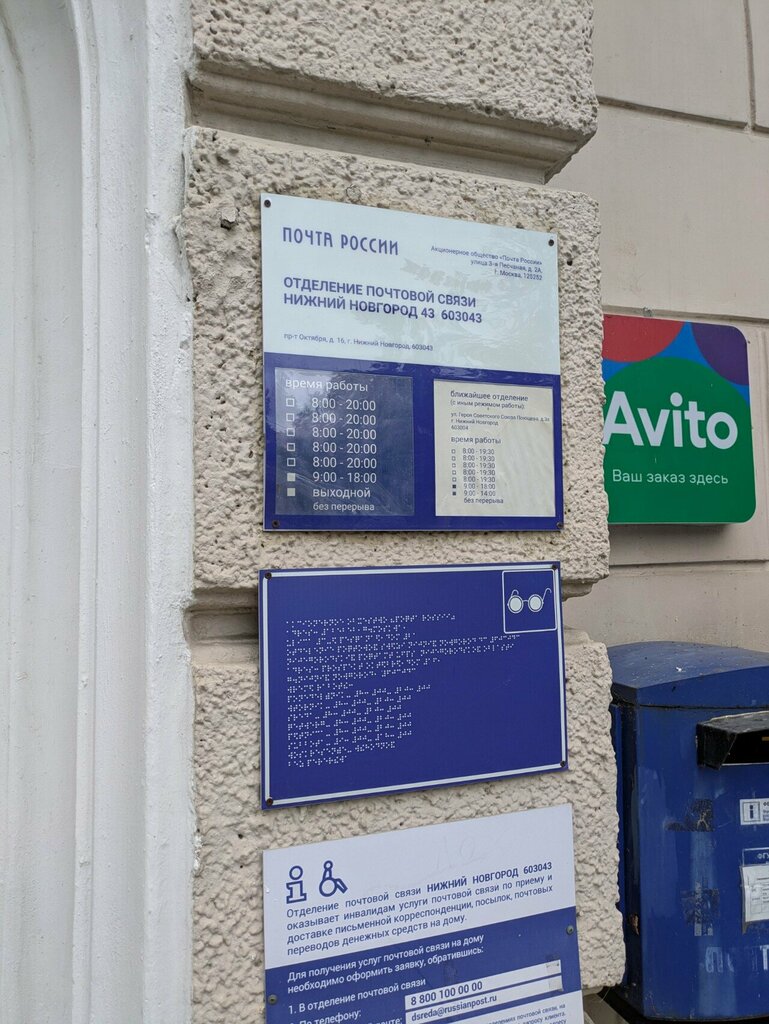 ПОЧТА РОССИИ
Акционерное общество «Почта России»
улица 3-я Песчаная, д. 2А,
г. Москва, 125252
ОТДЕЛЕНИЕ ПОЧТОВОЙ СВЯЗИ
НИЖНИЙ НОВГОРОД 43 603043
пр-т Октября, д. 16, г. Нижний Новгород, 603043
время работы
8:00 - 20:00
8:00 - 20:00
8:00 - 20:00
8:00 - 20:00
8:00 - 20:00
9:00 - 18:00
выходной
без перерыва
ближайшее отделение
(с иным режимом работы):
ул. Героя Советского Союза Поющева, д.
г. Нижний Новгород
603004
время работы
8:00 - 19:30
8:00 - 19:30
8:00 - 19:30
8:00 - 19:30
8:00 - 19:30
9:00 - 18:00
9:00 - 14:00
без перерыва
Avito
Ваш заказ здесь
Отделение почтовой связи НИЖНИЙ НОВГОРОД 603043
оказывает инвалидам услуги почтовой связи по приему и
доставке письменной корреспонденции, посылок, почтовых
переводов денежных средств на дому.
Для получения услуг почтовой связи на дому
необходимо оформить заявку, обратившись:
1. В отделение почтовой связи
По телефону: 8 800 100 00 00
почте: dsreda@russianpost.ru